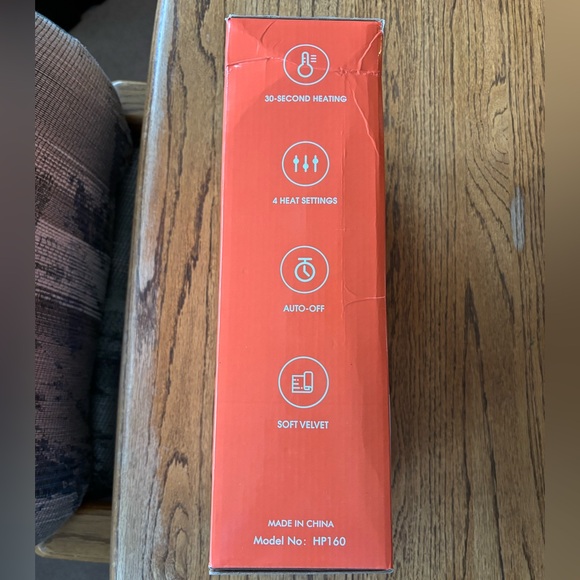 30-SECOND HEATING
4 HEAT SETTINGS
AUTO-OFF
SOFT VELVET
MADE IN CHINA
Model No: HP160